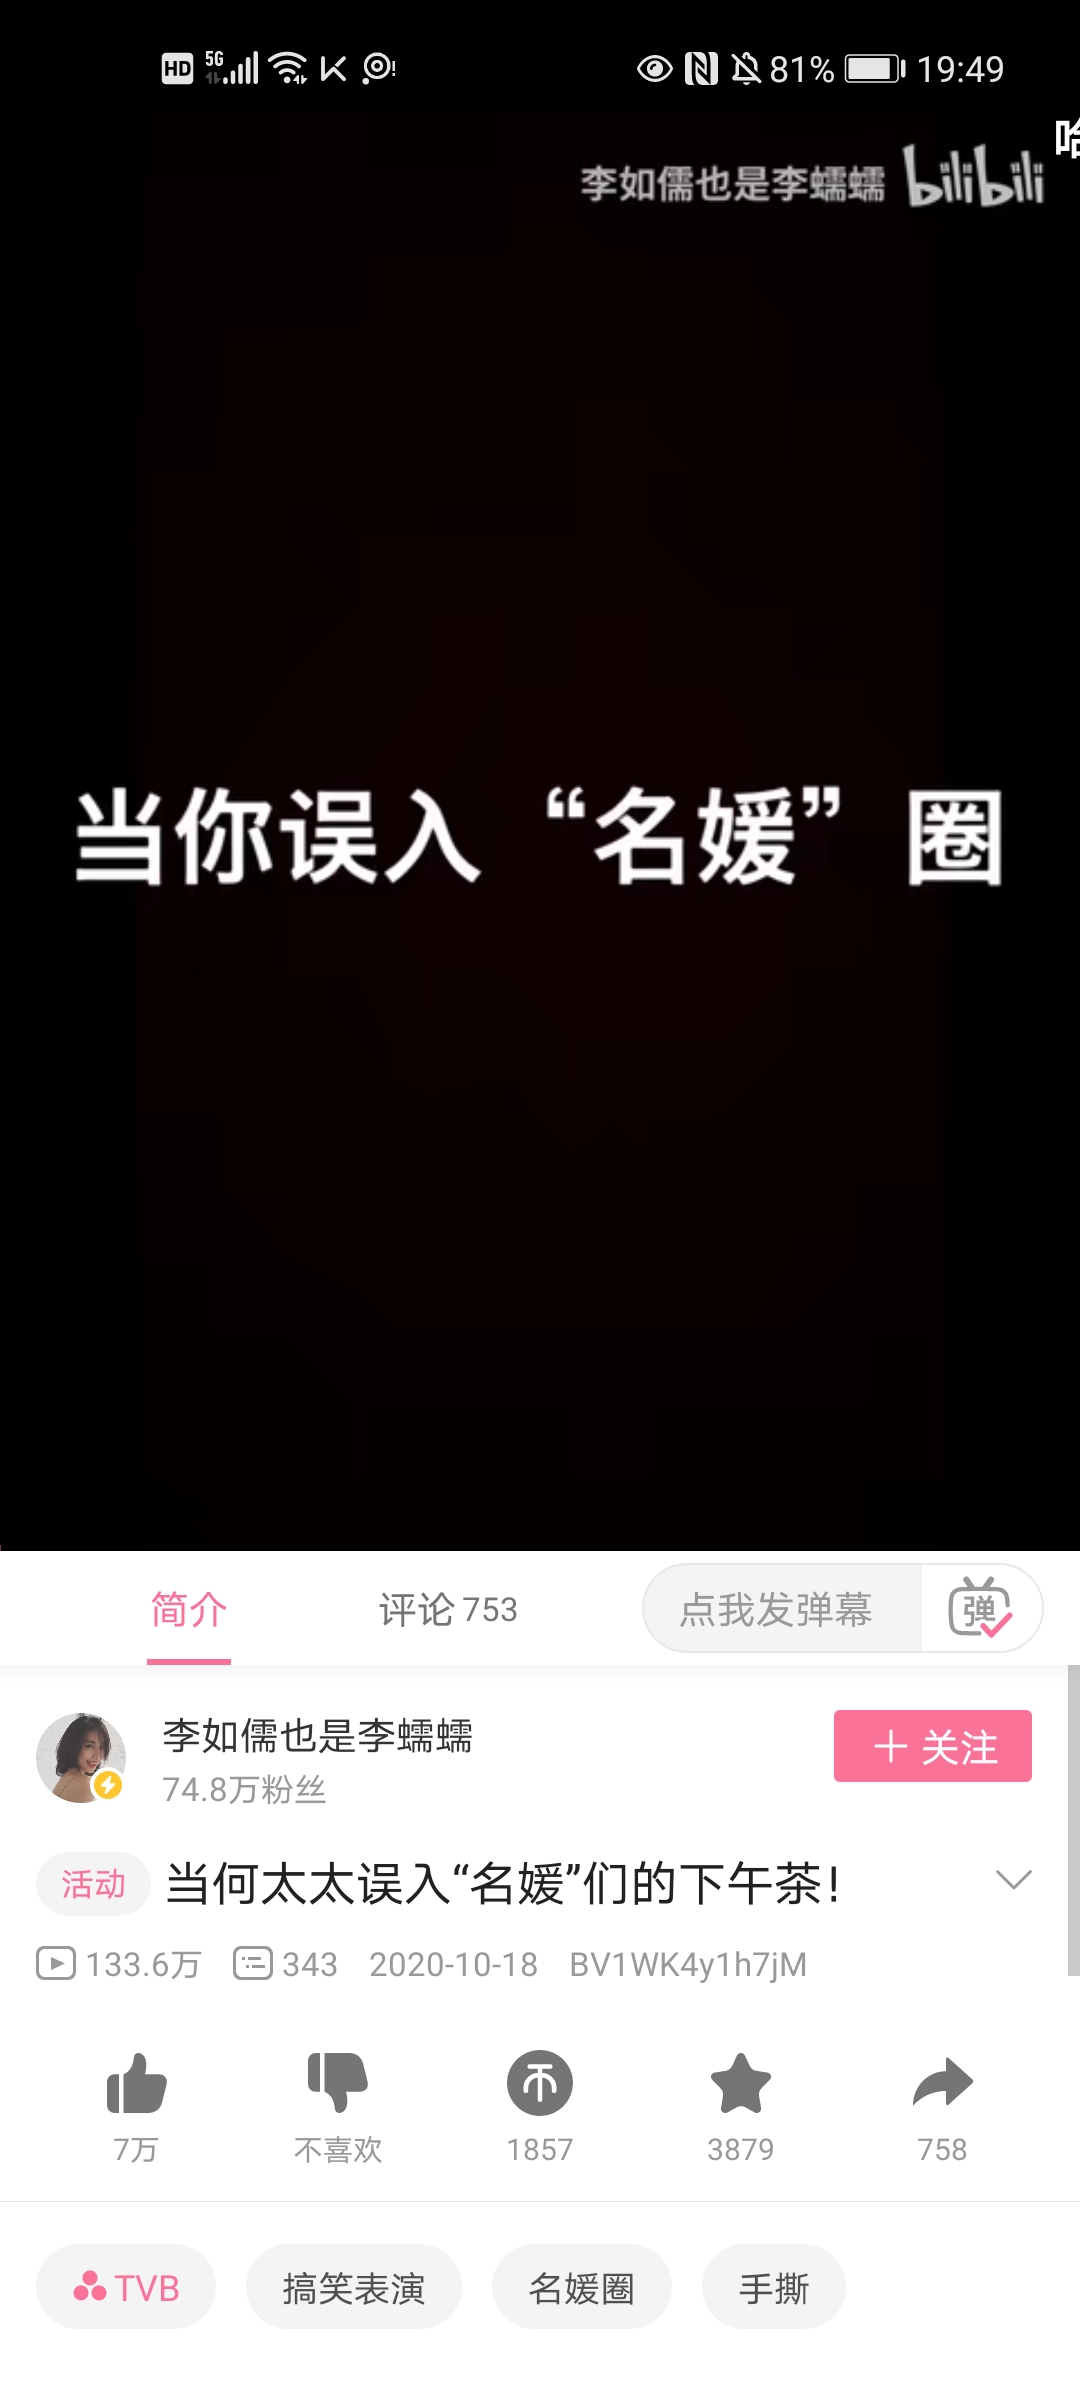 HD 5G 81% 19:49
哈
李如儒也是李蠕蠕 bilibili
当你误入“名媛”圈
简介 评论 753 点我发弹幕 弹
李如儒也是李蠕蠕
74.8万粉丝
+ 关注
活动 当何太太误入“名媛”们的下午茶!
133.6万 343 2020-10-18 BV1WK4y1h7jM
7万 不喜欢 1857 3879 758
TVB 搞笑表演 名媛圈 手撕